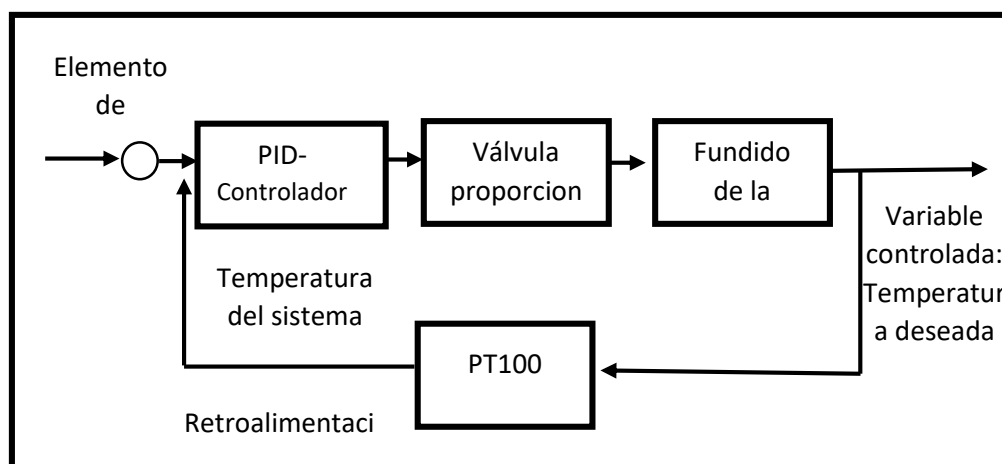 Elemento
de
PID-
Controlador
Válvula
proporcion
Fundido
de la
Variable
controlada:
Temperatur
a deseada
Temperatura
del sistema
PT100
Retroalimentaci